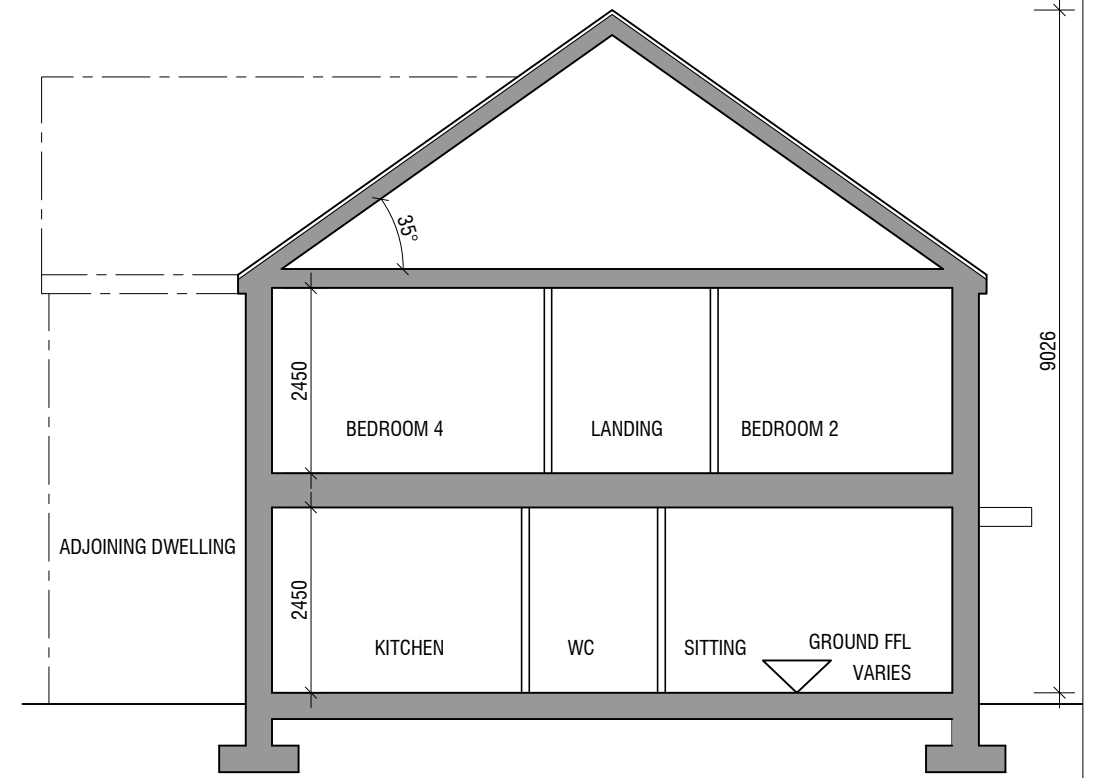 35°
9026
2450
BEDROOM 4
LANDING
BEDROOM 2
ADJOINING DWELLING
2450
KITCHEN
WC
SITTING
GROUND FFL
VARIES